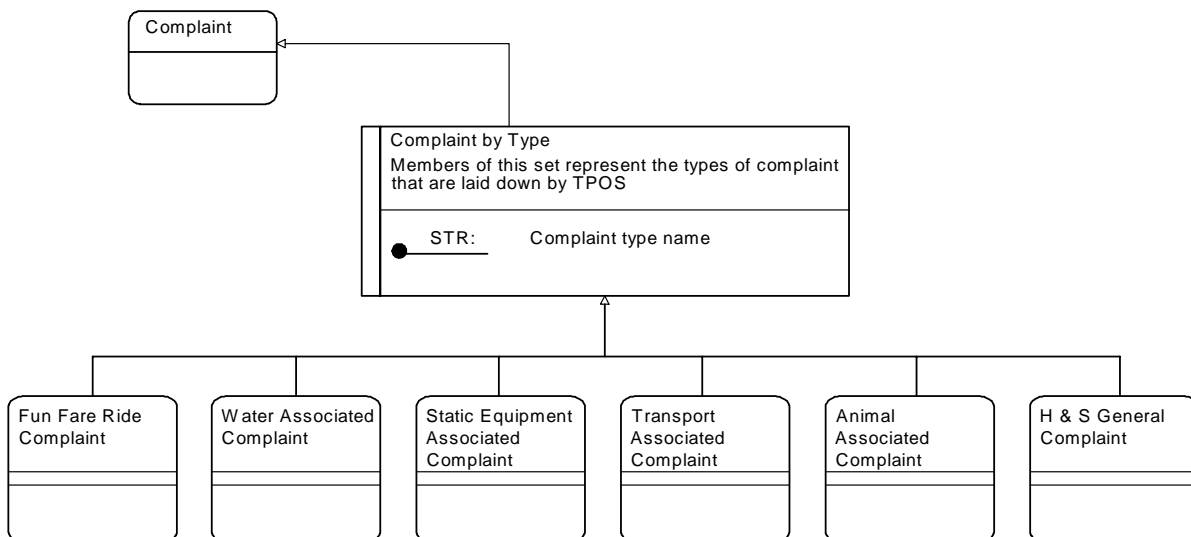 Complaint
Complaint by Type
Members of this set represent the types of complaint
that are laid down by TPOS
STR: Complaint type name
Fun Fare Ride
Complaint
Water Associated
Complaint
Static Equipment
Associated
Complaint
Transport
Associated
Complaint
Animal
Associated
Complaint
H & S General
Complaint